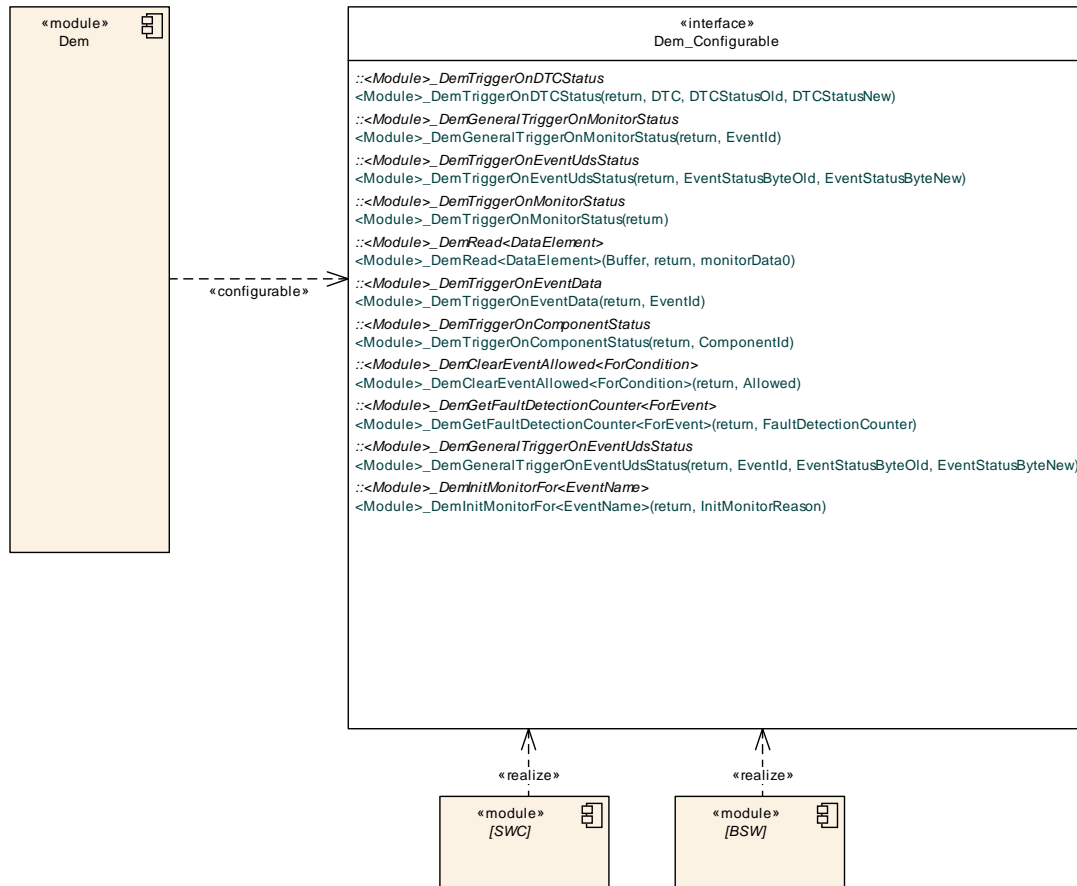 «module»
Dem
«interface»
Dem_Configurable
::<Module>_DemTriggerOnDTCStatus
<Module>_DemTriggerOnDTCStatus(return, DTC, DTCStatusOld, DTCStatusNew)
::<Module>_DemGeneralTriggerOnMonitorStatus
<Module>_DemGeneralTriggerOnMonitorStatus(return, EventId)
::<Module>_DemTriggerOnEventUdsStatus
<Module>_DemTriggerOnEventUdsStatus(return, EventStatusByteOld, EventStatusByteNew)
::<Module>_DemTriggerOnMonitorStatus
<Module>_DemTriggerOnMonitorStatus(return)
::<Module>_DemRead<DataElement>
<Module>_DemRead<DataElement>(Buffer, return, monitorData0)
::<Module>_DemTriggerOnEventData
<Module>_DemTriggerOnEventData(return, EventId)
::<Module>_DemTriggerOnComponentStatus
<Module>_DemTriggerOnComponentStatus(return, ComponentId)
::<Module>_DemClearEventAllowed<ForCondition>
<Module>_DemClearEventAllowed<ForCondition>(return, Allowed)
::<Module>_DemGetFaultDetectionCounter<ForEvent>
<Module>_DemGetFaultDetectionCounter<ForEvent>(return, FaultDetectionCounter)
::<Module>_DemGeneralTriggerOnEventUdsStatus
<Module>_DemGeneralTriggerOnEventUdsStatus(return, EventId, EventStatusByteOld, EventStatusByteNew)
::<Module>_DemInitMonitorFor<EventName>
<Module>_DemInitMonitorFor<EventName>(return, InitMonitorReason)
«configurable»
«realize»
«realize»
«module»
[SWC]
«module»
[BSW]